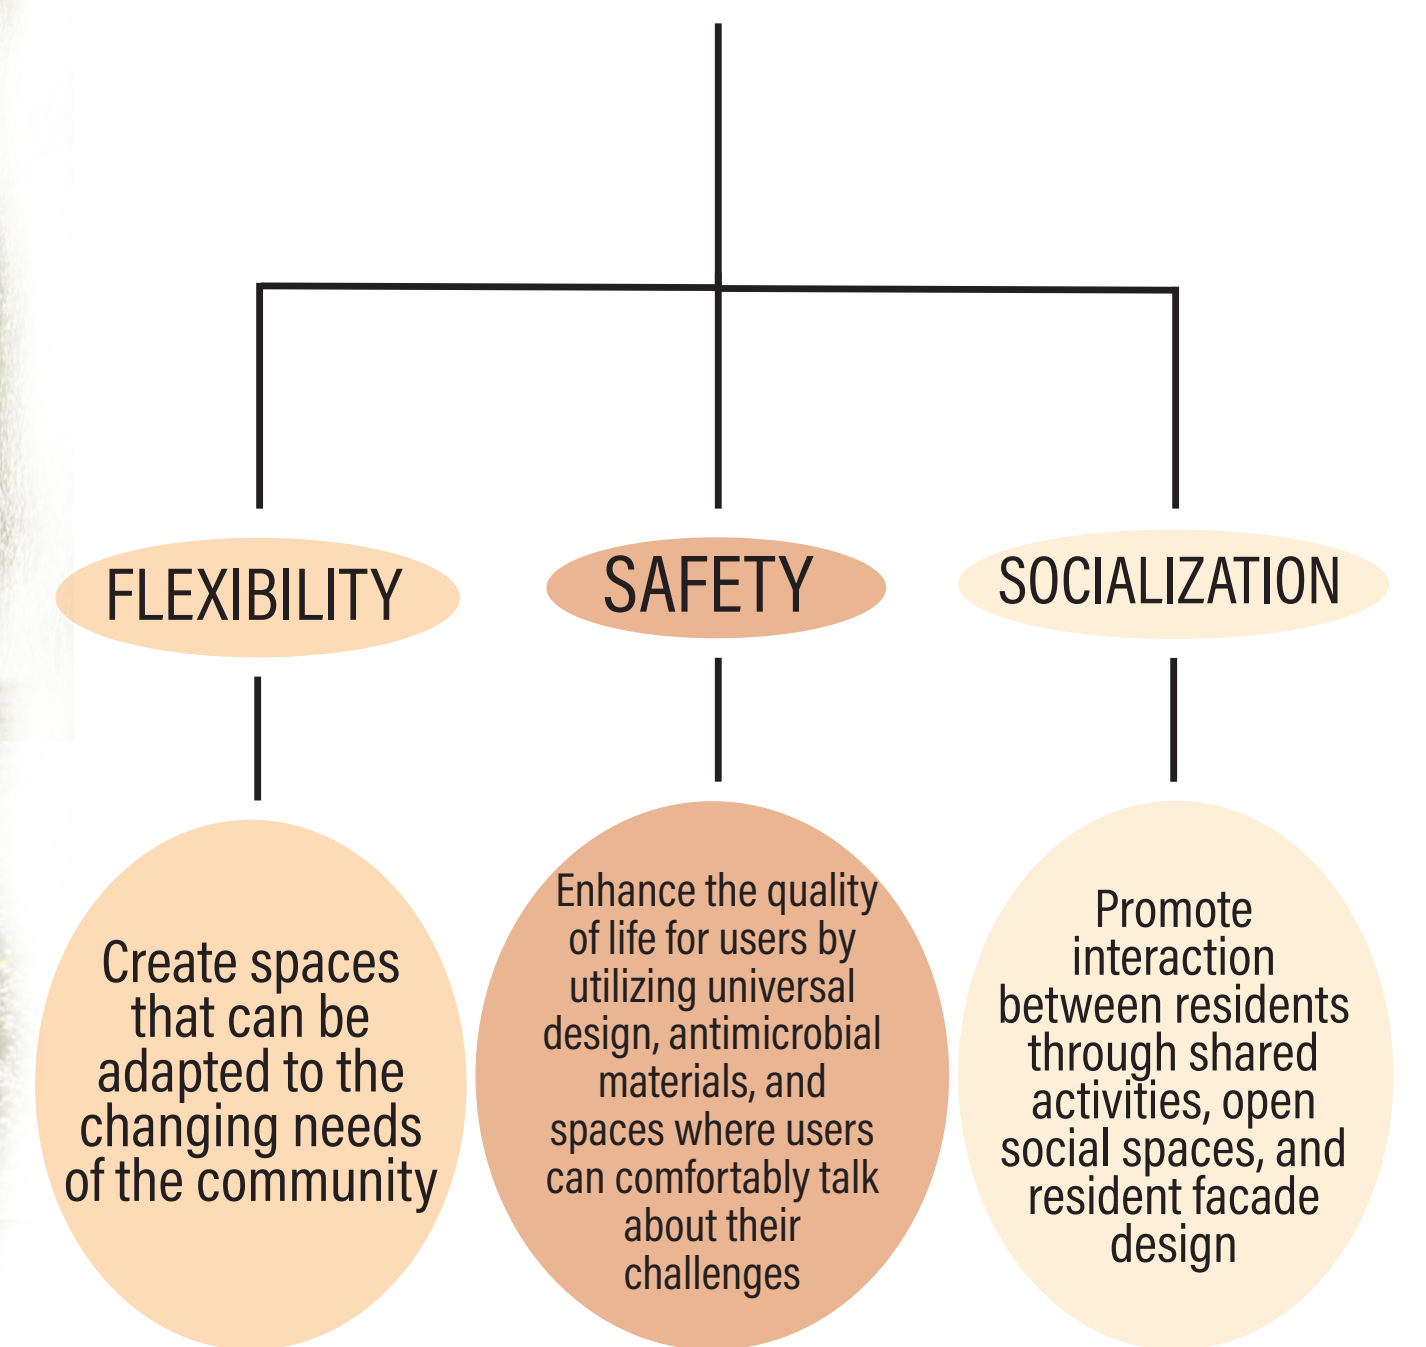 FLEXIBILITY
SAFETY
SOCIALIZATION
Create spaces
that can be
adapted to the
changing needs
of the community
Enhance the quality
of life for users by
utilizing universal
design, antimicrobial
materials, and
spaces where users
can comfortably talk
about their
challenges
Promote
interaction
between residents
through shared
activities, open
social spaces, and
resident facade
design